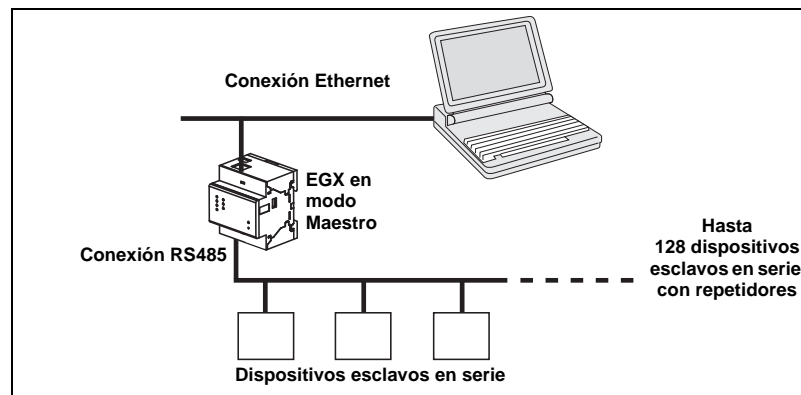 Conexión Ethernet
EGX en
modo
Maestro
Conexión RS485
Hasta
128 dispositivos
esclavos en serie
con repetidores
Dispositivos esclavos en serie